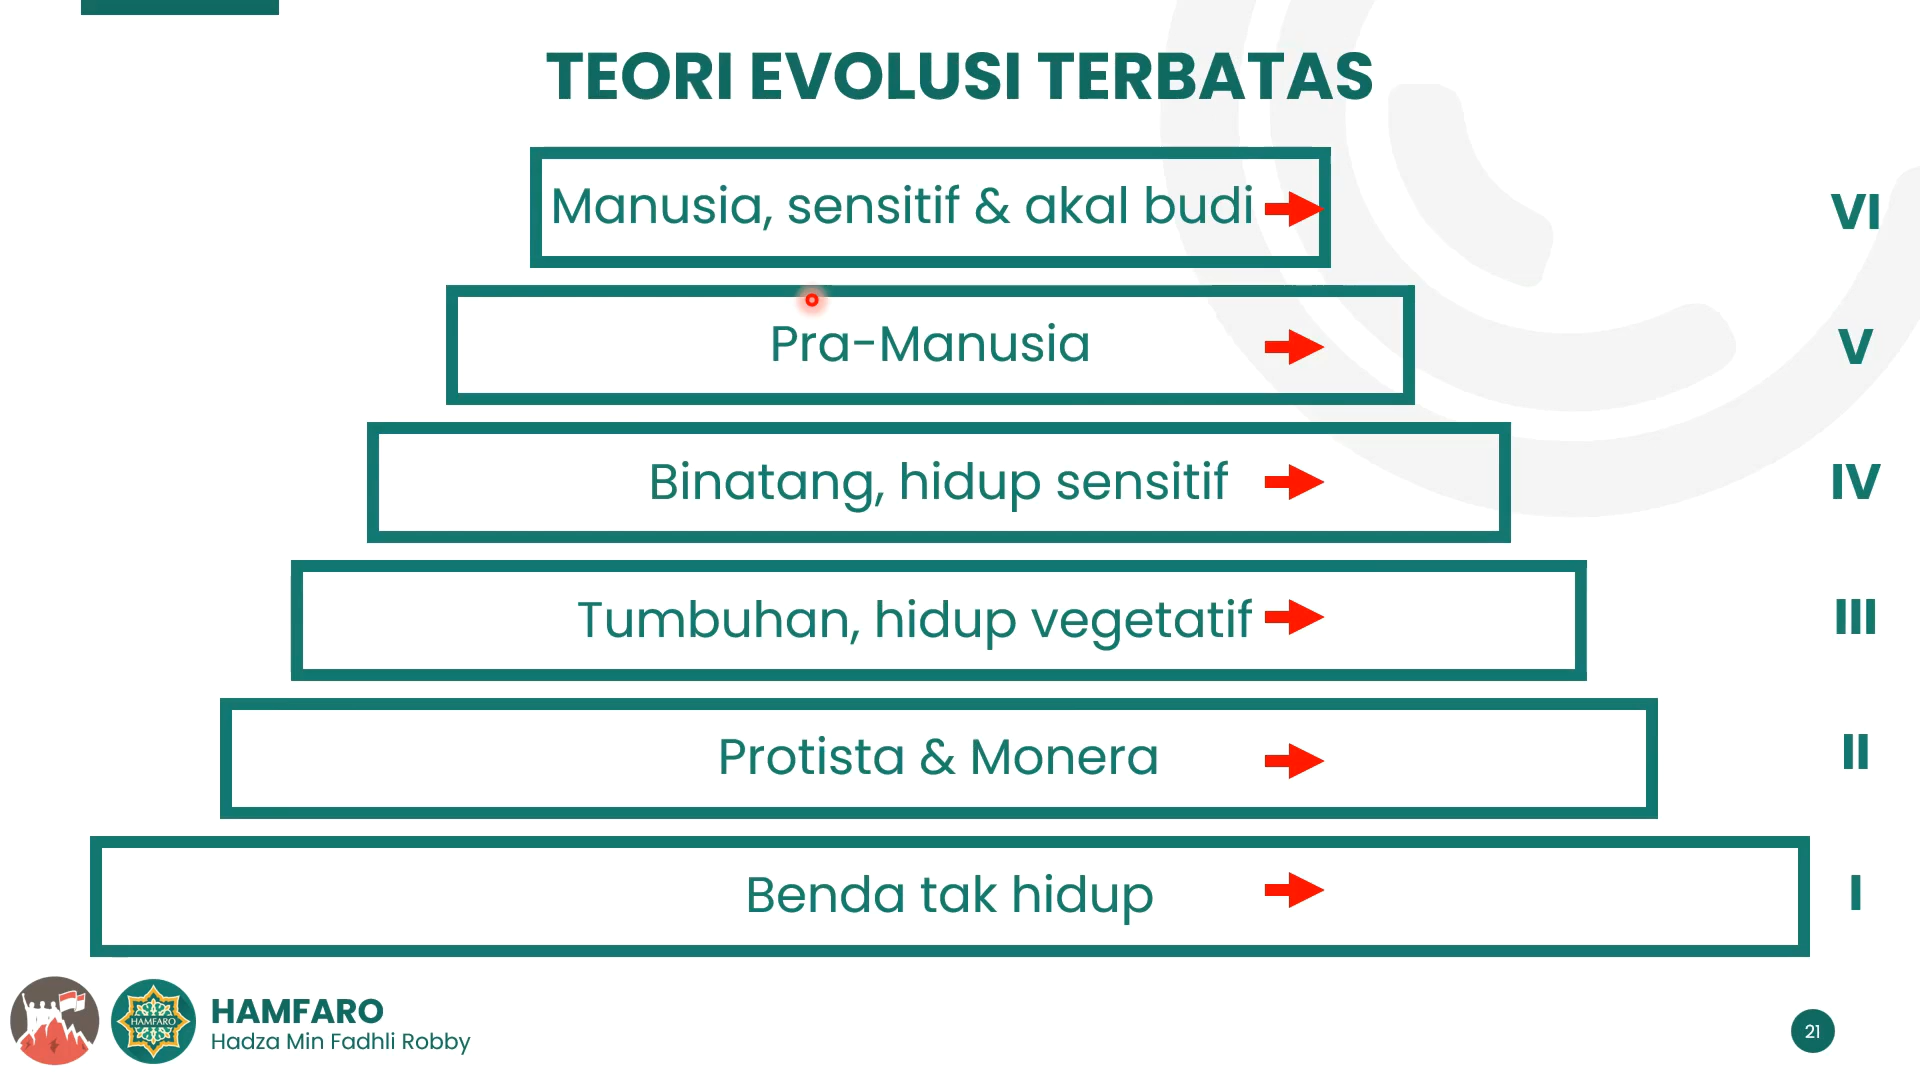 TEORI EVOLUSI TERBATAS
Manusia, sensitif & akal budi
VI
Pra-Manusia
V
Binatang, hidup sensitif
IV
Tumbuhan, hidup vegetatif
III
Protista & Monera
II
Benda tak hidup
I
HAMFARO
HAMFARO
Hadza Min Fadhli Robby
21